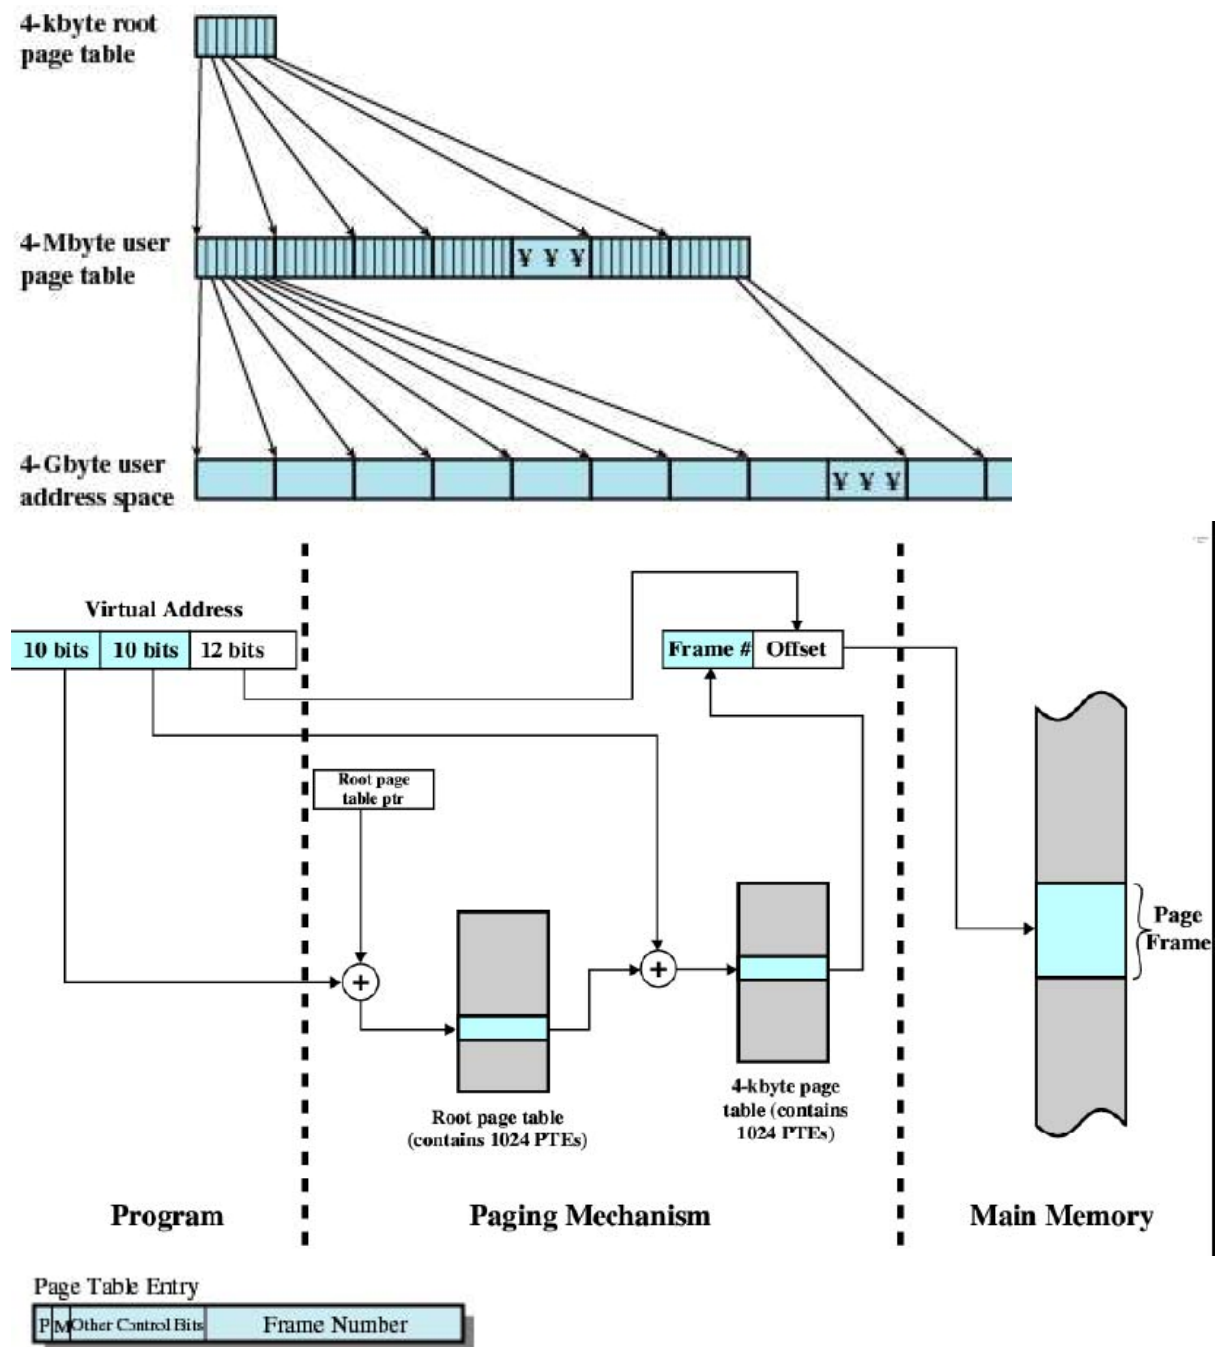 4-kbyte root
page table
4-Mbyte user
page table
¥ ¥ ¥
4-Gbyte user
address space
¥ ¥ ¥
Virtual Address
10 bits 10 bits 12 bits
Frame # Offset
Root page
table ptr
Page
Frame
Root page table
(contains 1024 PTEs)
4-kbyte page
table (contains
1024 PTEs)
Program Paging Mechanism Main Memory
Page Table Entry
P M Other Control Bits Frame Number